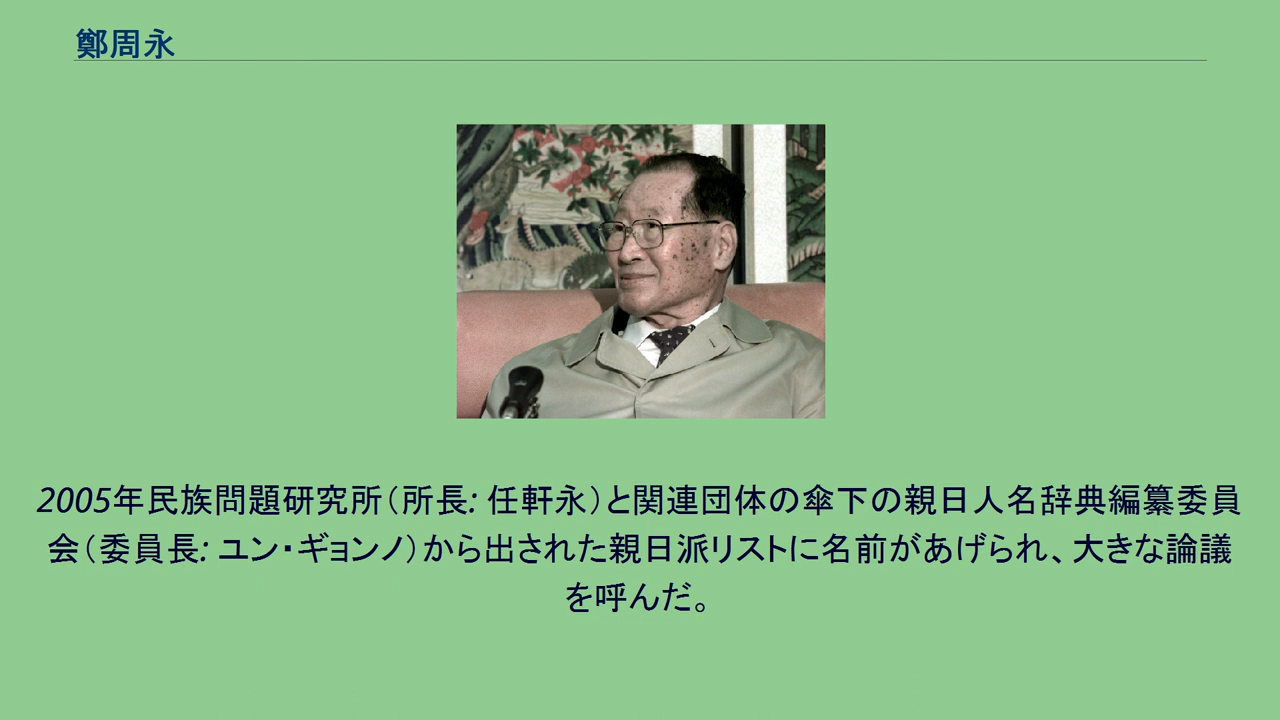 鄭周永
2005年民族問題研究所（所長: 任軒永）と関連団体の傘下の親日人名辞典編纂委員
会（委員長: ユン・ギョンノ）から出された親日派リストに名前があげられ、大きな論議
を呼んだ。